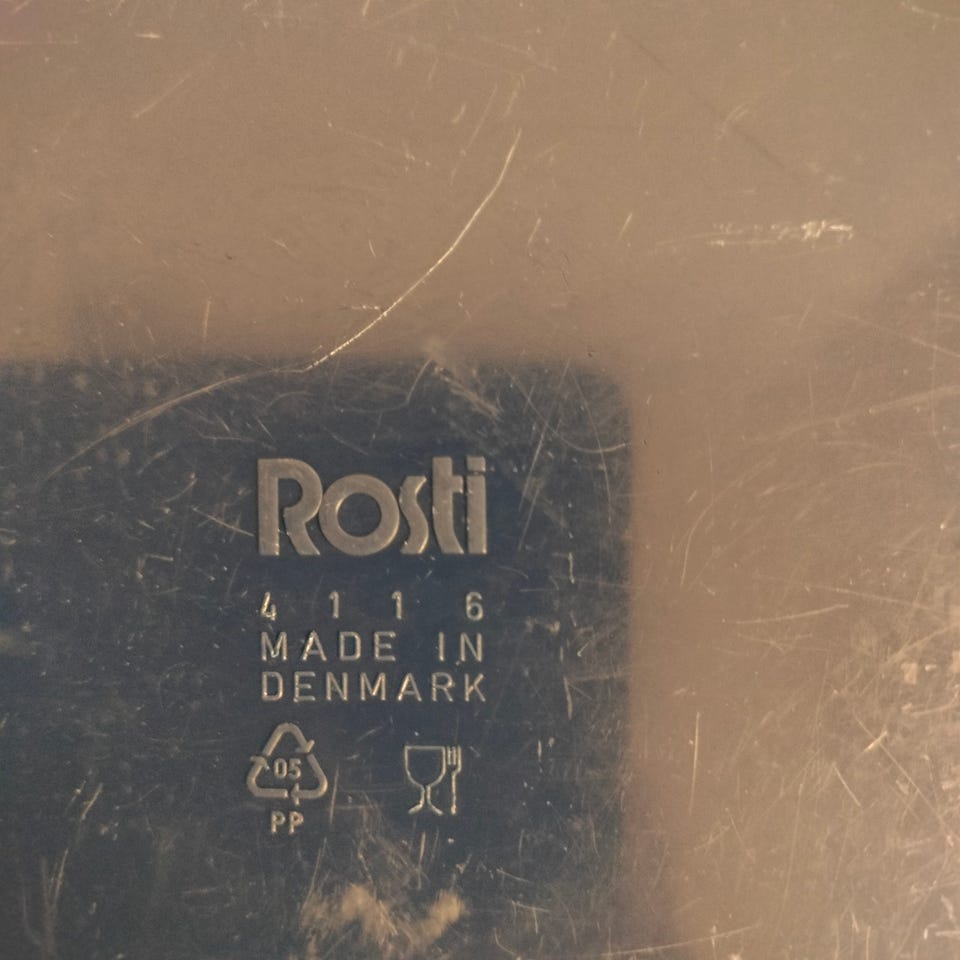 Rosti
4 1 1 6
MADE IN
DENMARK
05
PP